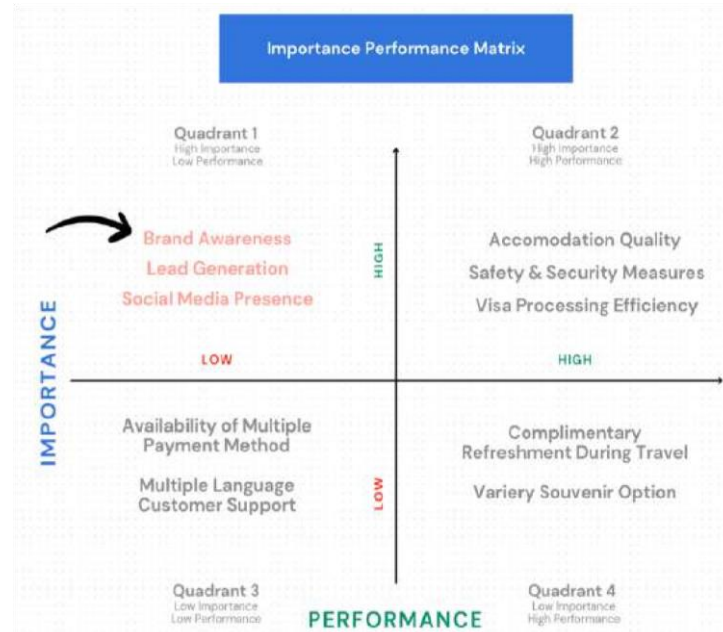 Importance Performance Matrix
Quadrant 1
High Importance
Low Performance
Quadrant 2
High Importance
High Performance
Brand Awareness
Lead Generation
Social Media Presence
HIGH
Accomodation Quality
Safety & Security Measures
Visa Processing Efficiency
IMPORTANCE
LOW
HIGH
Availability of Multiple
Payment Method
Multiple Language
Customer Support
LOW
Complimentary
Refreshment During Travel
Variery Souvenir Option
Quadrant 3
Low Importance
Low Performance
PERFORMANCE
Quadrant 4
Low Importance
High Performance